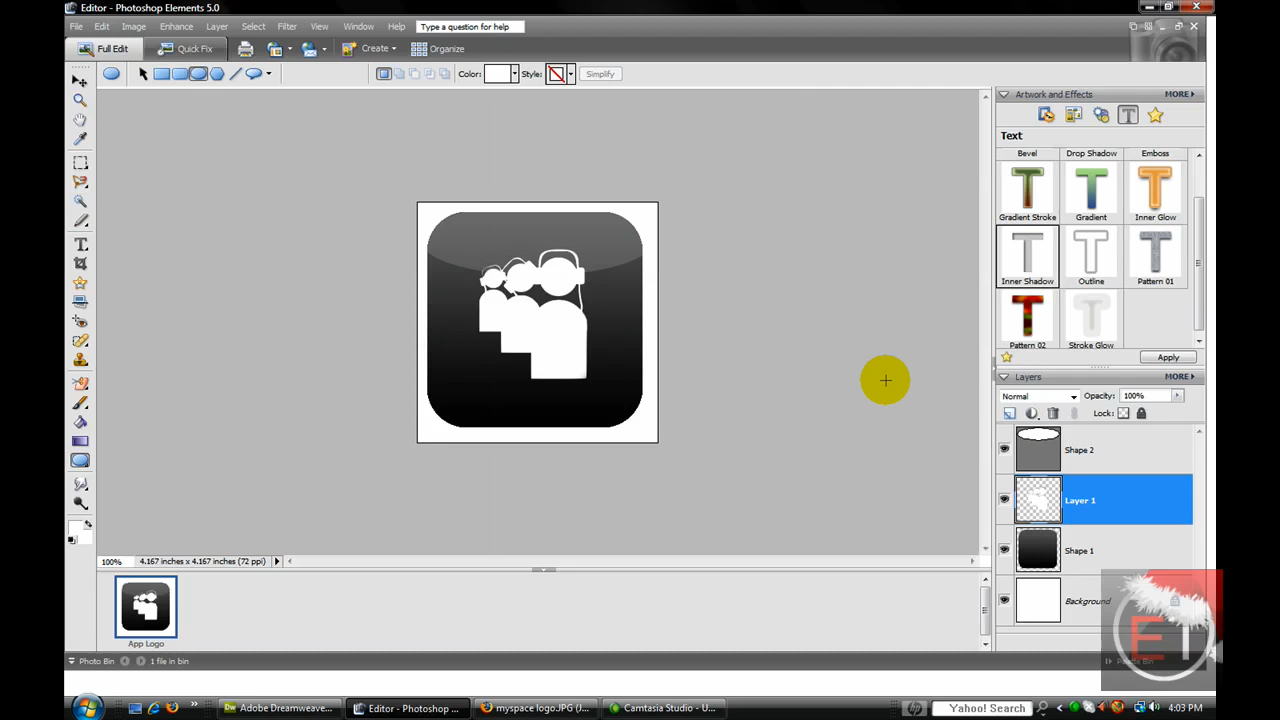 Editor - Photoshop Elements 5.0
File Edit Image Enhance Layer Select Filter View Window Help Type a question for help
Full Edit Quick Fix Create Organize
Color: Style: Simplify
Artwork and Effects MORE
Text
Bevel Drop Shadow Emboss
Gradient Stroke Gradient Inner Glow
Inner Shadow Outline Pattern 01
Pattern 02 Stroke Glow
Apply
Layers MORE
Normal Opacity: 100%
Lock:
Shape 2
Layer 1
Shape 1
Background
100% 4.167 inches x 4.167 inches (72 ppi)
App Logo
ET
Photo Bin 1 file in bin Palette Bin
Adobe Dreamweave... Editor - Photoshop ... myspace logo.JPG (J... Camtasia Studio - U... Yahoo! Search 4:03 PM